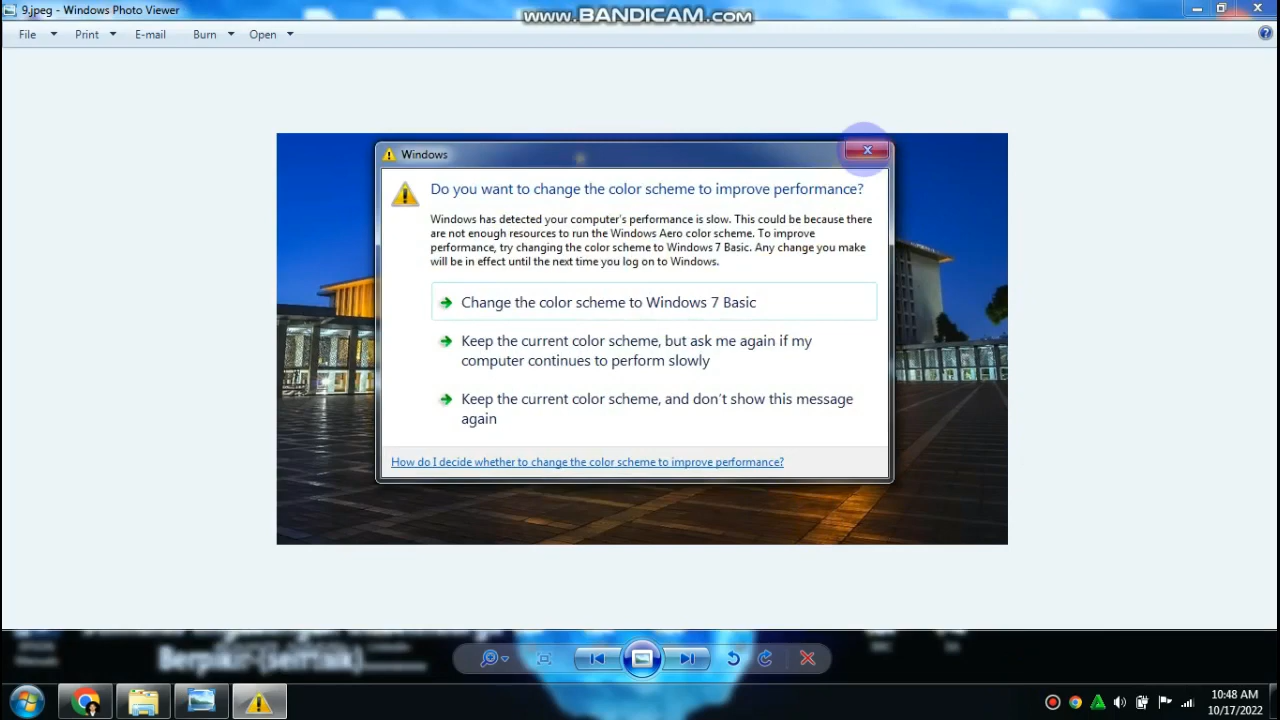 9.jpeg - Windows Photo Viewer
www.BANDICAM.com
File Print E-mail Burn Open
Windows
Do you want to change the color scheme to improve performance?
Windows has detected your computer's performance is slow. This could be because there
are not enough resources to run the Windows Aero color scheme. To improve
performance, try changing the color scheme to Windows 7 Basic. Any change you make
will be in effect until the next time you log on to Windows.
Change the color scheme to Windows 7 Basic
Keep the current color scheme, but ask me again if my
computer continues to perform slowly
Keep the current color scheme, and don't show this message
again
How do I decide whether to change the color scheme to improve performance?
10:48 AM
10/17/2022